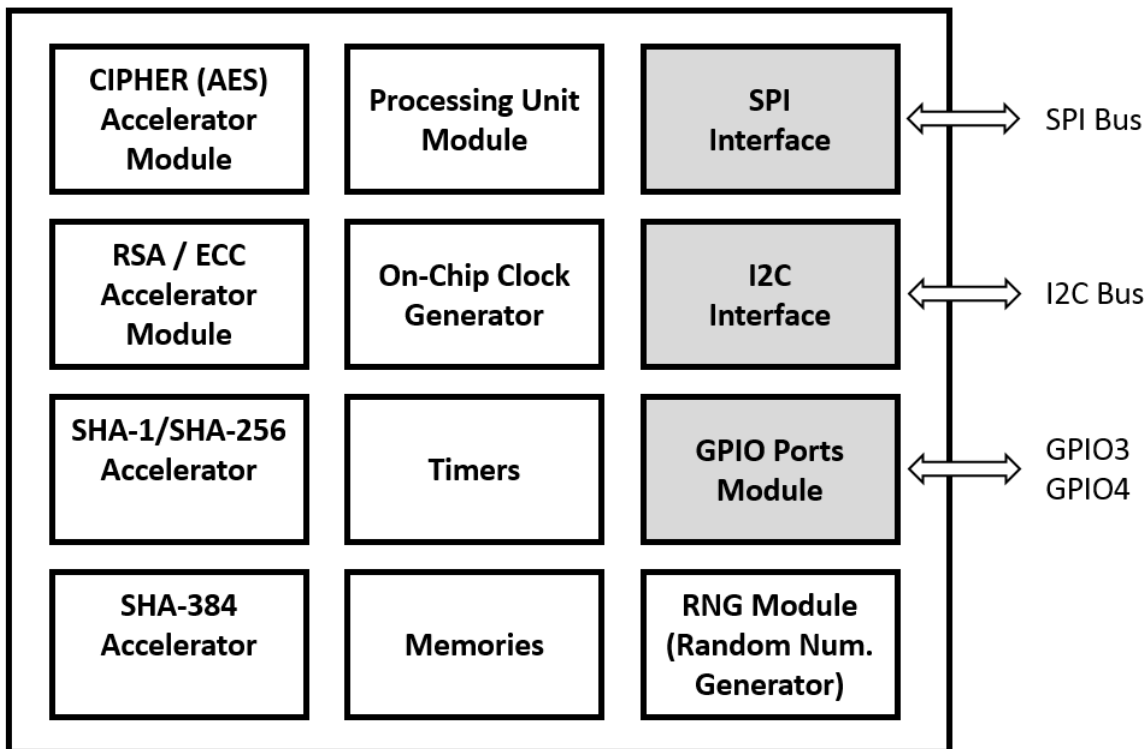 CIPHER (AES)
Accelerator
Module
Processing Unit
Module
SPI
Interface
SPI Bus
RSA / ECC
Accelerator
Module
On-Chip Clock
Generator
I2C
Interface
I2C Bus
SHA-1/SHA-256
Accelerator
Timers
GPIO Ports
Module
GPIO3
GPIO4
SHA-384
Accelerator
Memories
RNG Module
(Random Num.
Generator)